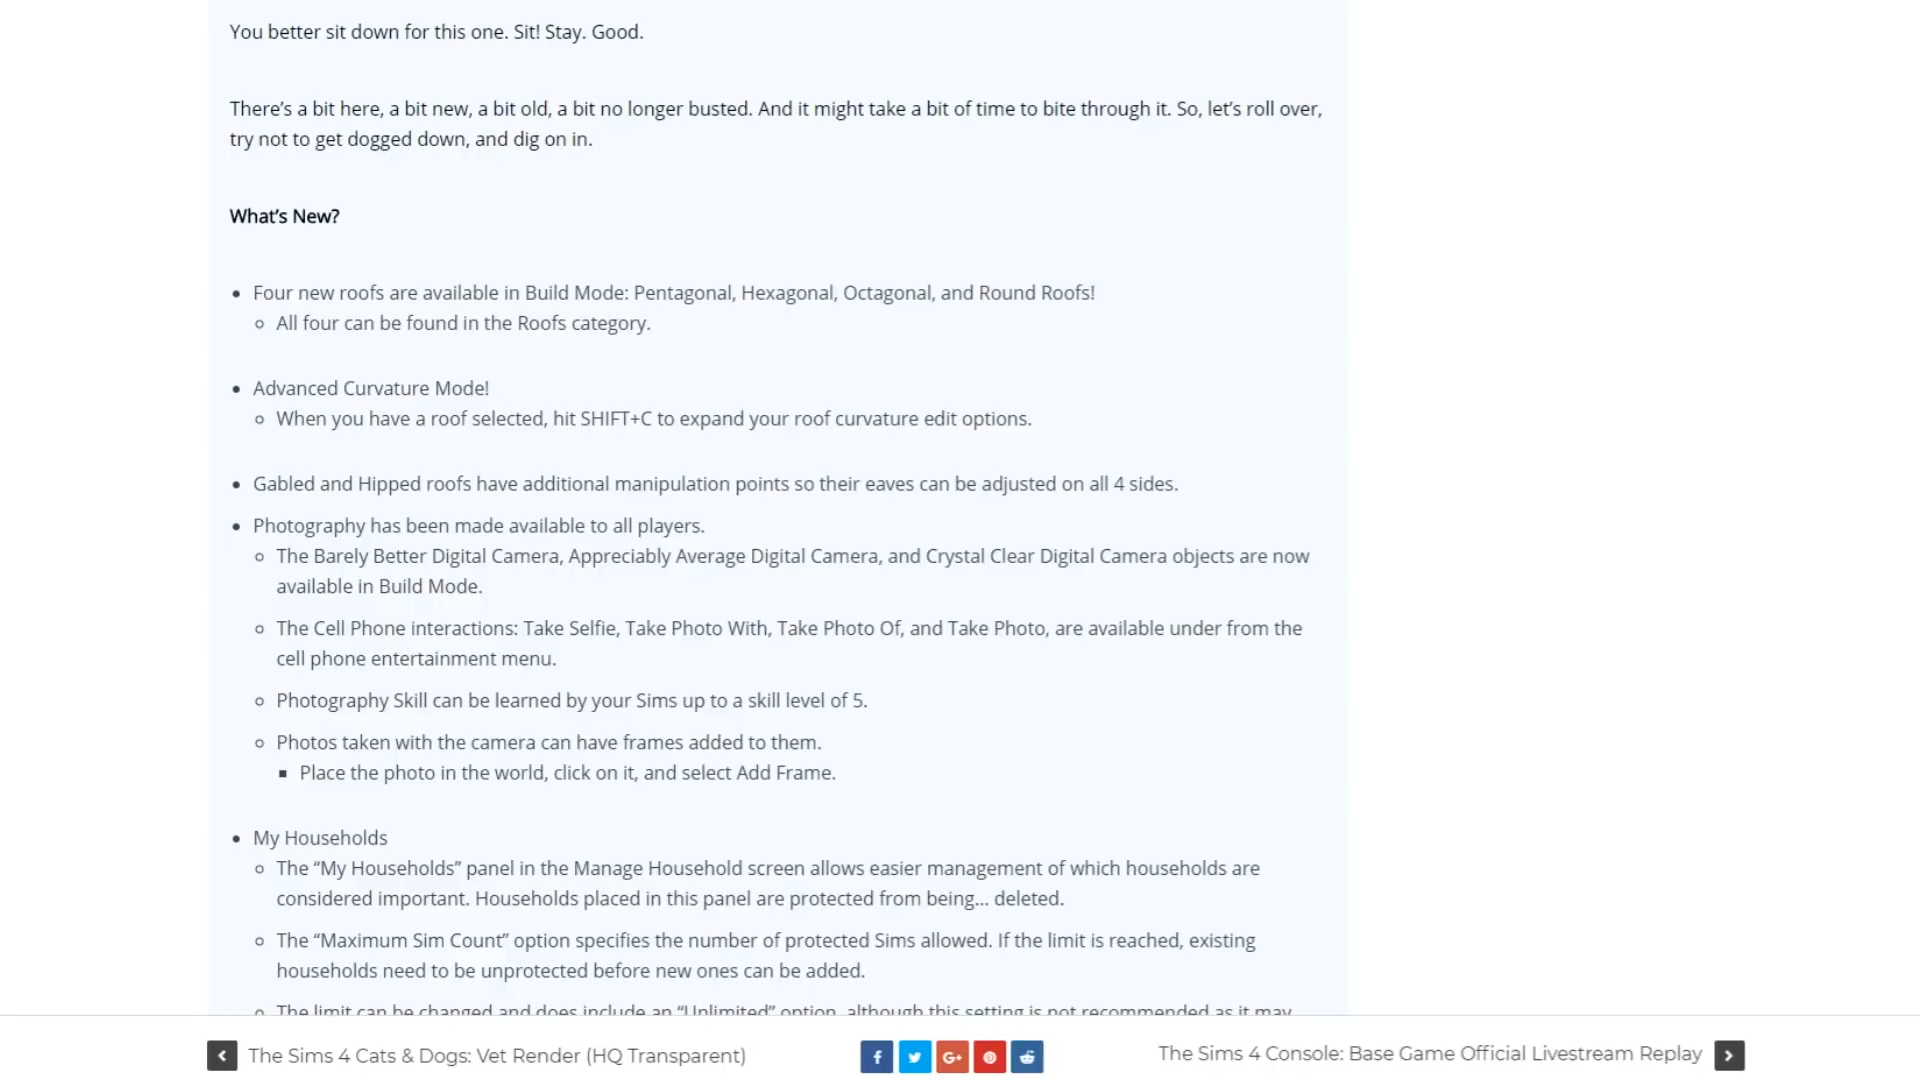 You better sit down for this one. Sit! Stay. Good.
There’s a bit here, a bit new, a bit old, a bit no longer busted. And it might take a bit of time to bite through it. So, let’s roll over,
try not to get dogged down, and dig on in.
What’s New?
Four new roofs are available in Build Mode: Pentagonal, Hexagonal, Octagonal, and Round Roofs!
All four can be found in the Roofs category.
Advanced Curvature Mode!
When you have a roof selected, hit SHIFT+C to expand your roof curvature edit options.
Gabled and Hipped roofs have additional manipulation points so their eaves can be adjusted on all 4 sides.
Photography has been made available to all players.
The Barely Better Digital Camera, Appreciably Average Digital Camera, and Crystal Clear Digital Camera objects are now
available in Build Mode.
The Cell Phone interactions: Take Selfie, Take Photo With, Take Photo Of, and Take Photo, are available under from the
cell phone entertainment menu.
Photography Skill can be learned by your Sims up to a skill level of 5.
Photos taken with the camera can have frames added to them.
Place the photo in the world, click on it, and select Add Frame.
My Households
The “My Households” panel in the Manage Household screen allows easier management of which households are
considered important. Households placed in this panel are protected from being… deleted.
The “Maximum Sim Count” option specifies the number of protected Sims allowed. If the limit is reached, existing
households need to be unprotected before new ones can be added.
The limit can be changed and does include an “Unlimited” option, although this setting is not recommended as it may
The Sims 4 Cats & Dogs: Vet Render (HQ Transparent)
G+
The Sims 4 Console: Base Game Official Livestream Replay